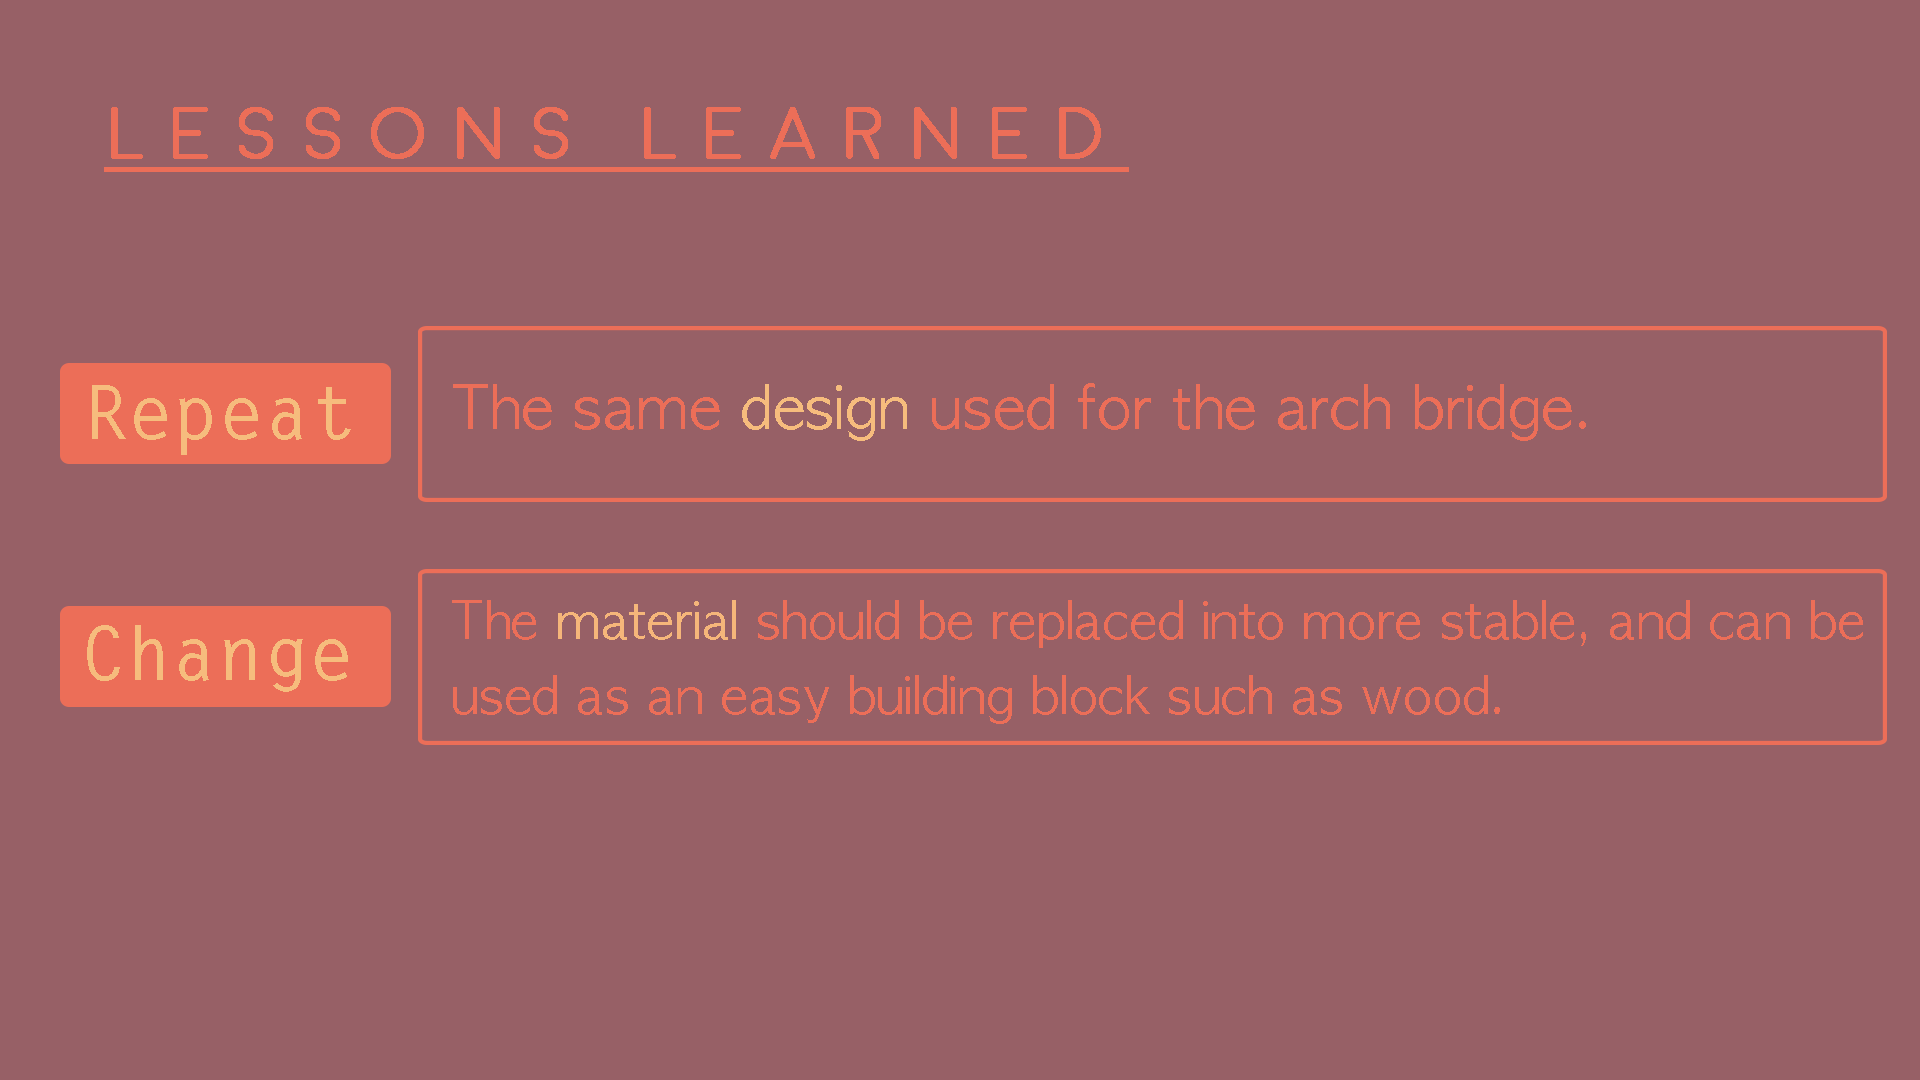 LESSONS LEARNED
Repeat
The same design used for the arch bridge.
Change
The material should be replaced into more stable, and can be
used as an easy building block such as wood.